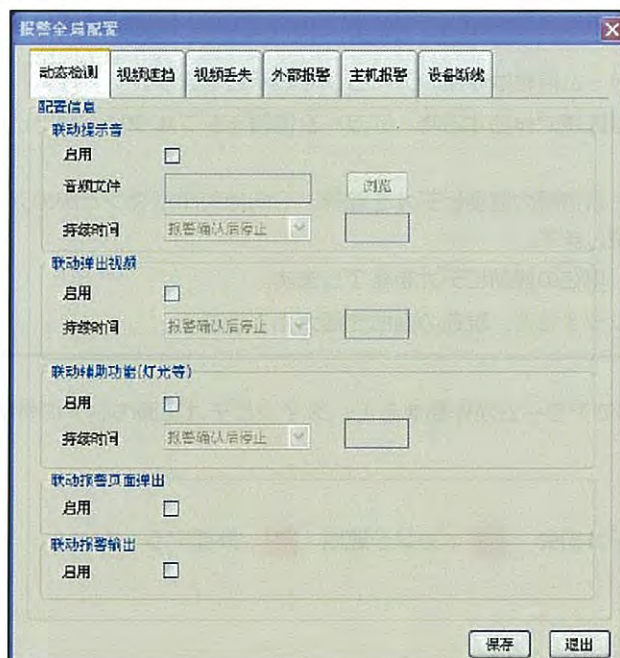 报警全局配置
动态检测 视频遮挡 视频丢失 外部报警 主机报警 设备断线
配置信息
联动提示音
启用
音频文件 浏览
持续时间 报警确认后停止
联动弹出视频
启用
持续时间 报警确认后停止
联动辅助功能(灯光等)
启用
持续时间 报警确认后停止
联动报警页面弹出
启用
联动报警输出
启用
保存 退出